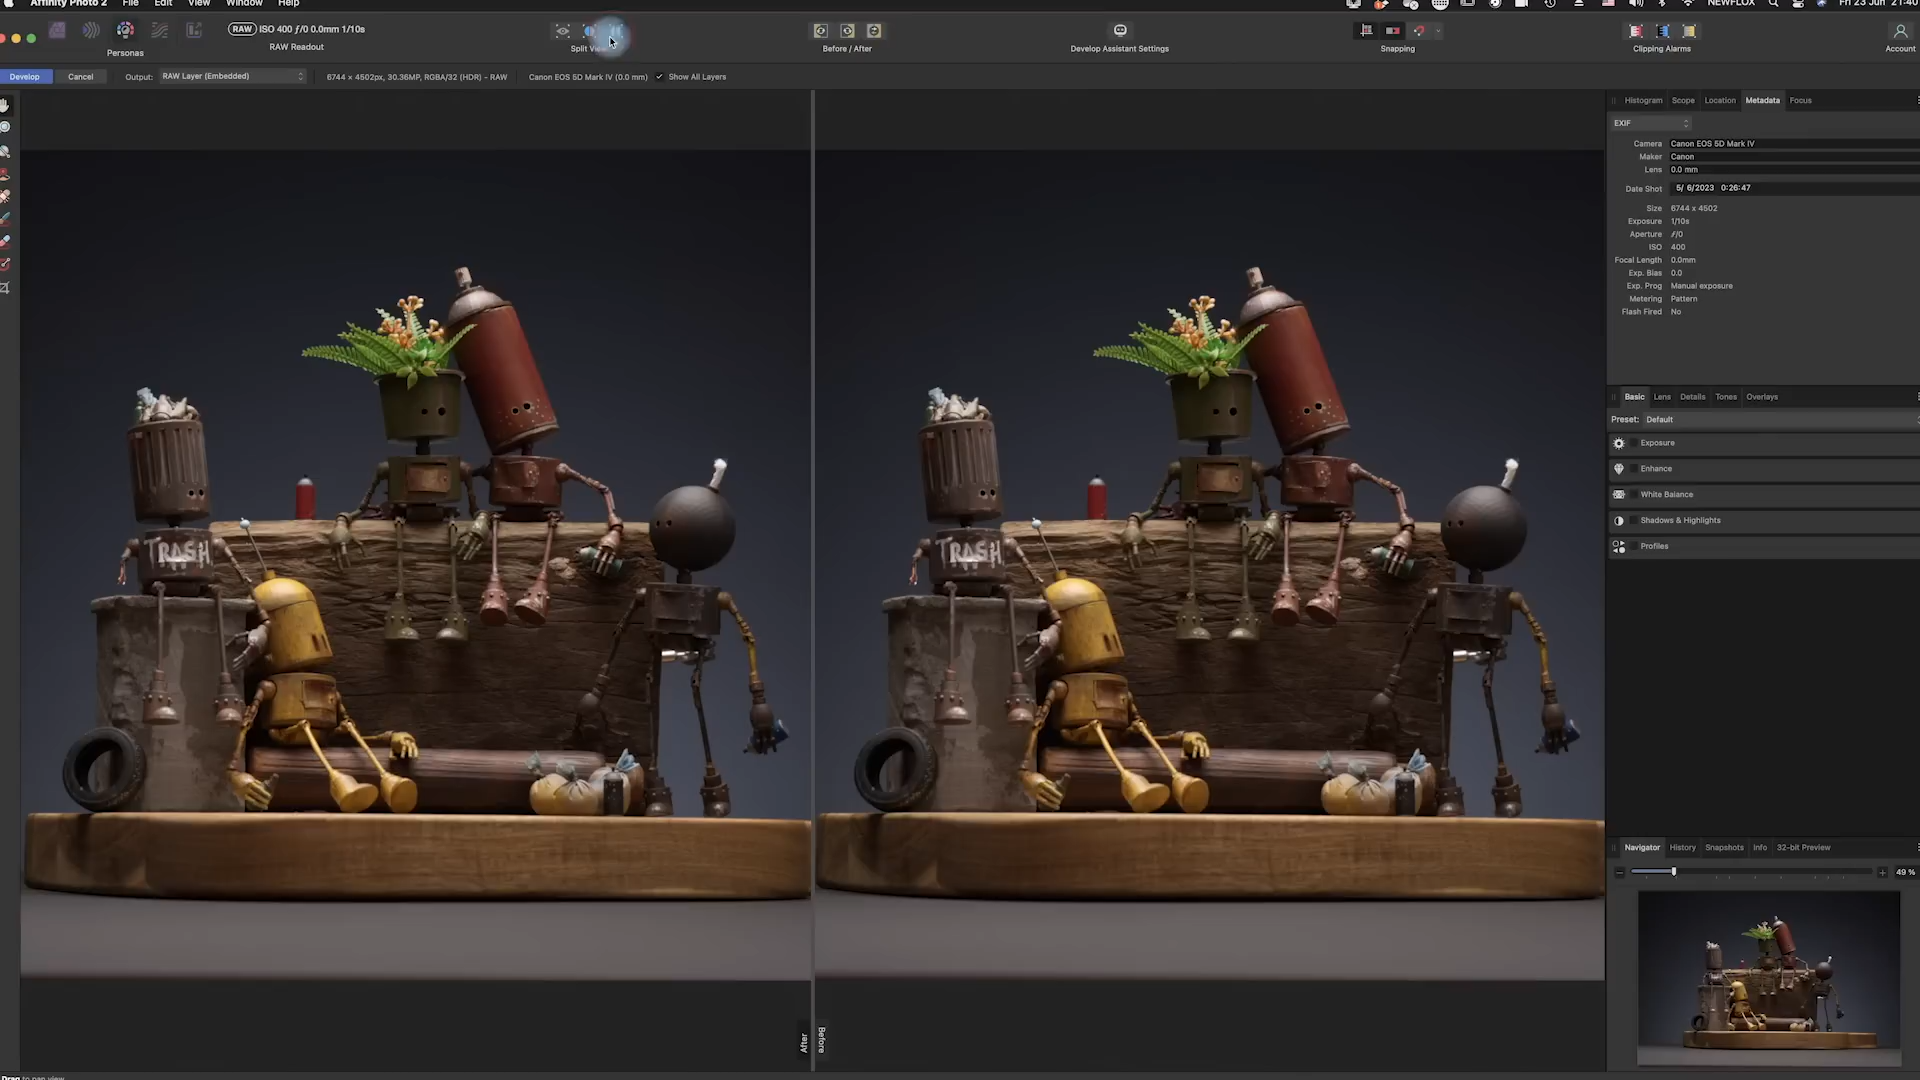 Affinity Photo 2 File Edit View Window Help NEWFLOX Fri 23 Jun 21:40
RAW ISO 400 ƒ/0 0.0mm 1/10s
Personas RAW Readout Split View Before / After Develop Assistant Settings Snapping Clipping Alarms Account
Develop Cancel Output: RAW Layer (Embedded) 6744 × 4502px, 30.36MP, RGBA/32 (HDR) - RAW Canon EOS 5D Mark IV (0.0 mm) Show All Layers
Histogram Scope Location Metadata Focus
EXIF
Camera Canon EOS 5D Mark IV
Maker Canon
Lens 0.0 mm
Date Shot 5/ 6/2023 0:26:47
Size 6744 x 4502
Exposure 1/10s
Aperture ƒ/0
ISO 400
Focal Length 0.0mm
Exp. Bias 0.0
Exp. Prog Manual exposure
Metering Pattern
Flash Fired No
Basic Lens Details Tones Overlays
Preset: Default
Exposure
Enhance
White Balance
Shadows & Highlights
Profiles
TRASH
TRASH
Navigator History Snapshots Info 32-bit Preview
49 %
After
Before
Drag to pan view.